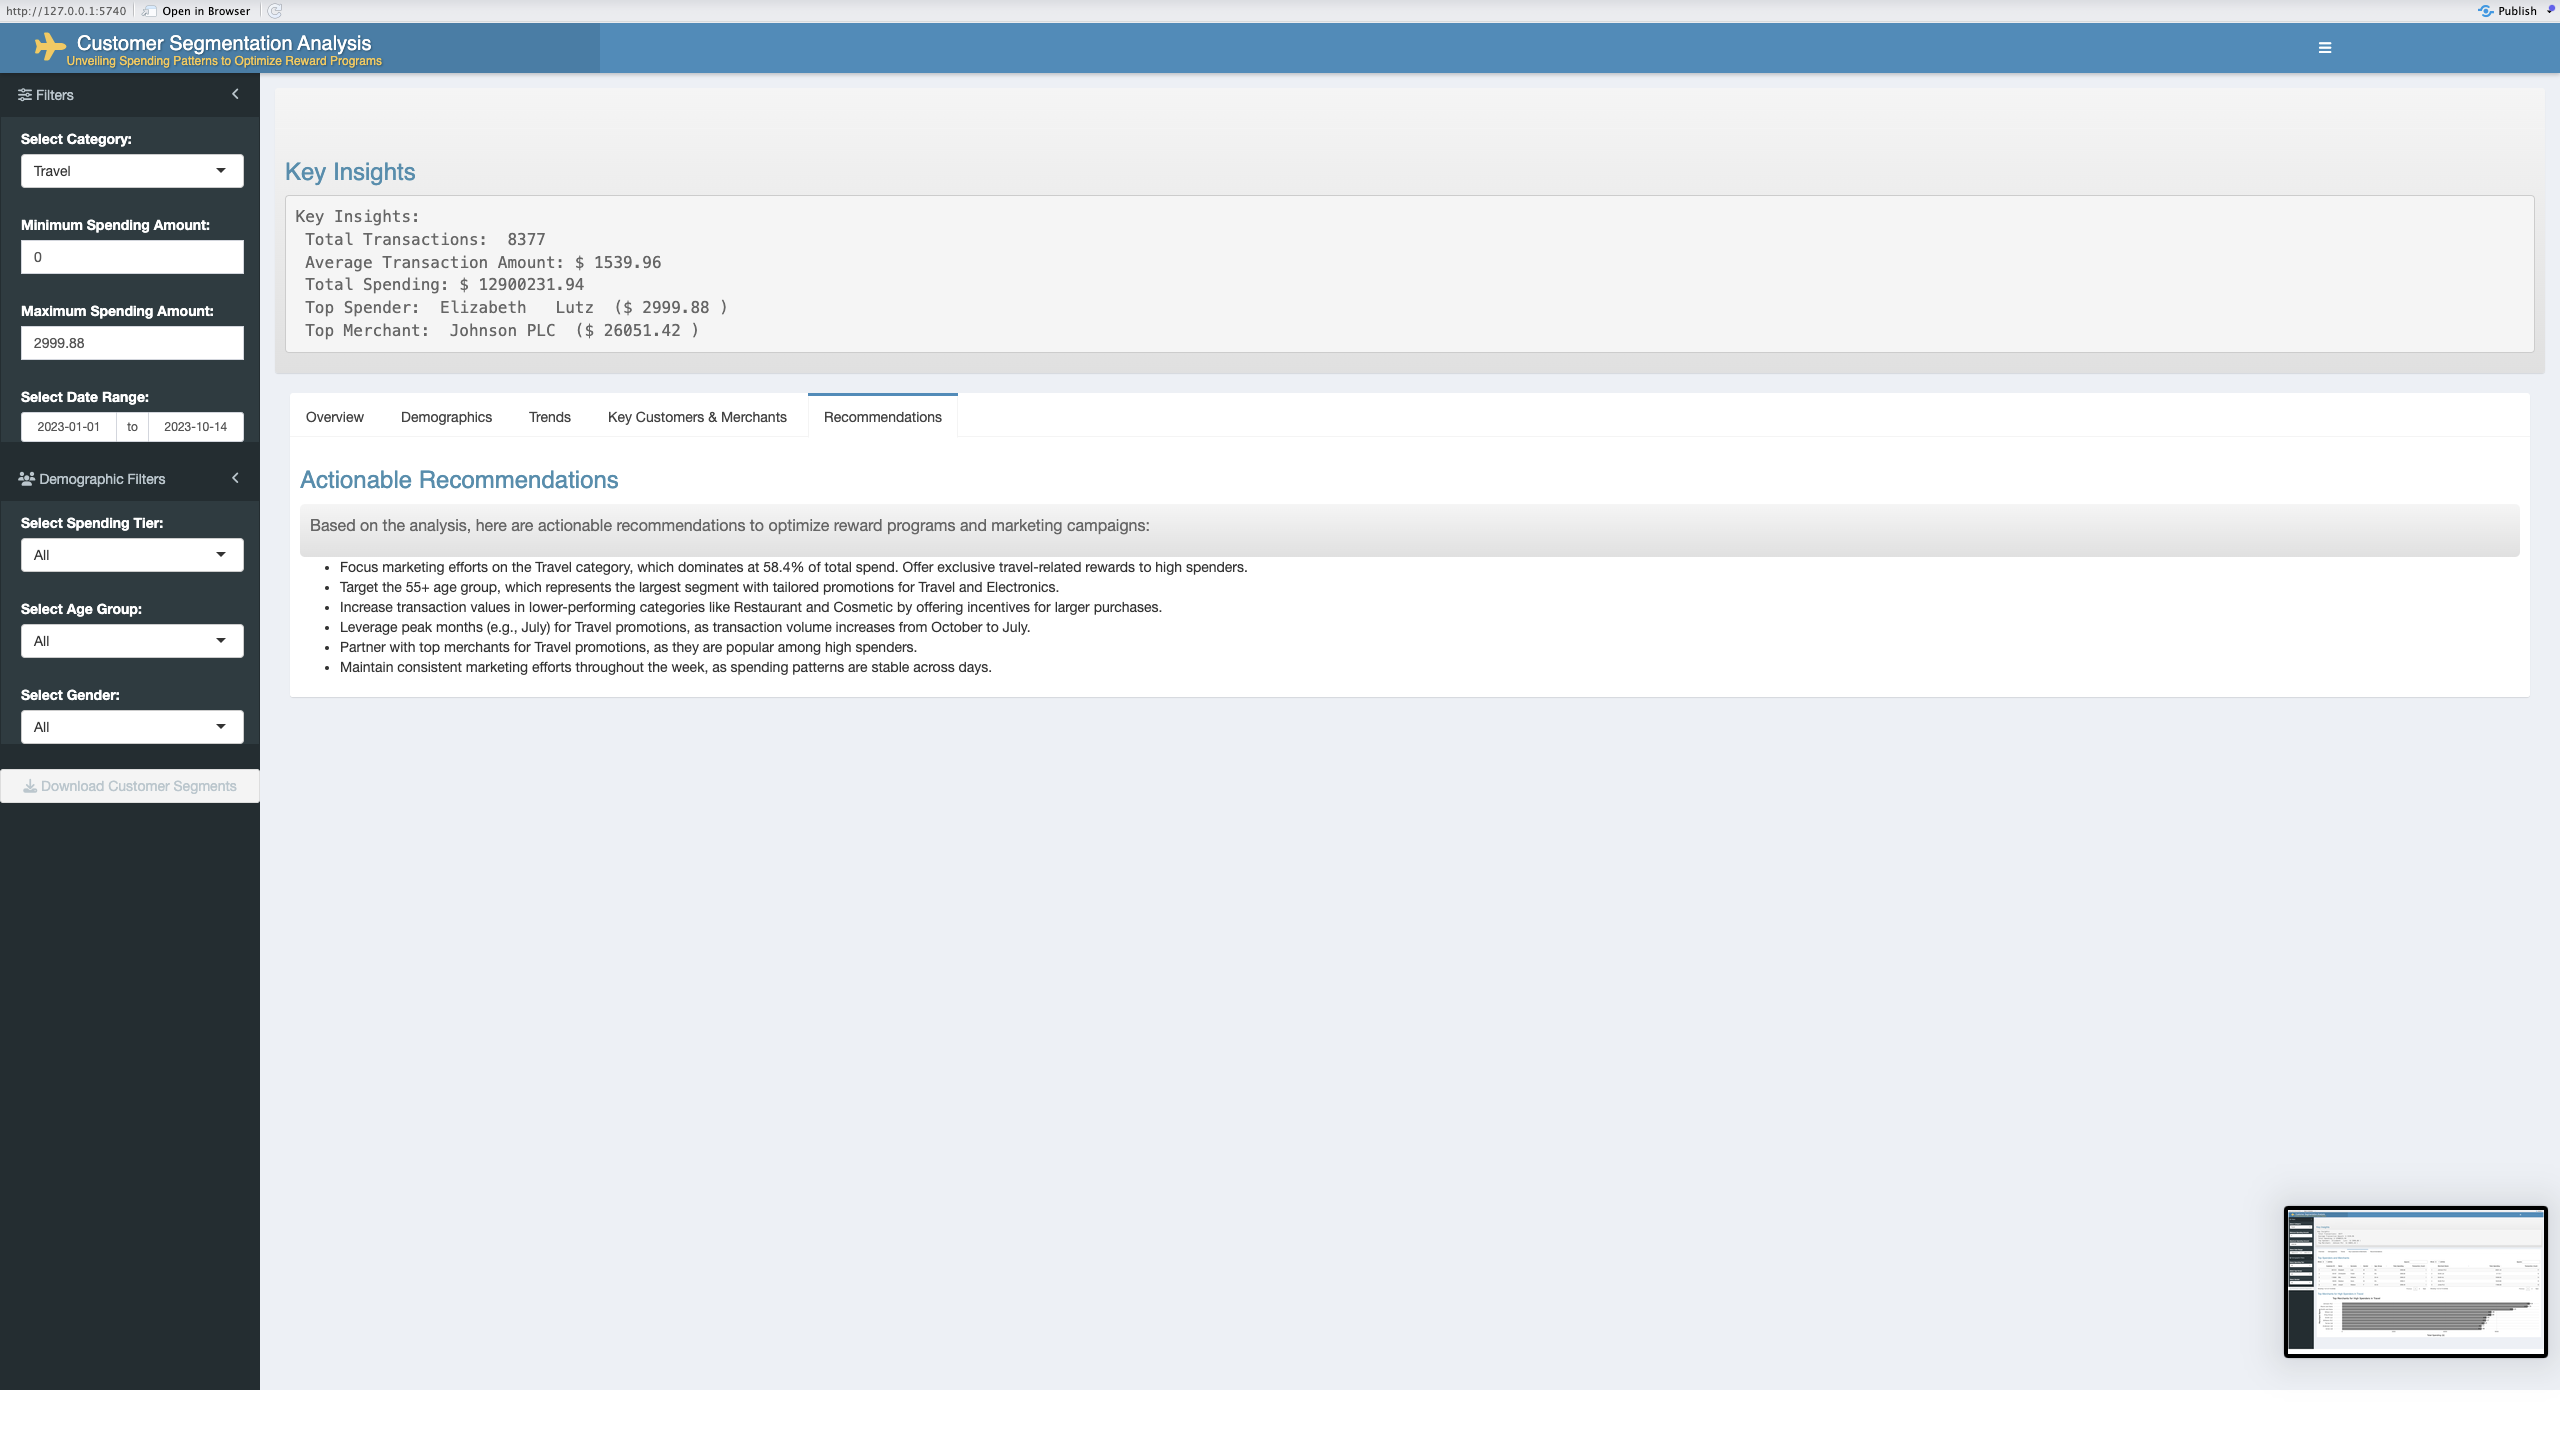 http://127.0.0.1:5740 Open in Browser Publish
Customer Segmentation Analysis
Unveiling Spending Patterns to Optimize Reward Programs
Filters
Select Category:
Travel
Minimum Spending Amount:
0
Maximum Spending Amount:
2999.88
Select Date Range:
2023-01-01 to 2023-10-14
Demographic Filters
Select Spending Tier:
All
Select Age Group:
All
Select Gender:
All
Download Customer Segments
Key Insights
Key Insights:
Total Transactions: 8377
Average Transaction Amount: $ 1539.96
Total Spending: $ 12900231.94
Top Spender: Elizabeth Lutz ($ 2999.88 )
Top Merchant: Johnson PLC ($ 26051.42 )
Overview Demographics Trends Key Customers & Merchants Recommendations
Actionable Recommendations
Based on the analysis, here are actionable recommendations to optimize reward programs and marketing campaigns:
• Focus marketing efforts on the Travel category, which dominates at 58.4% of total spend. Offer exclusive travel-related rewards to high spenders.
• Target the 55+ age group, which represents the largest segment with tailored promotions for Travel and Electronics.
• Increase transaction values in lower-performing categories like Restaurant and Cosmetic by offering incentives for larger purchases.
• Leverage peak months (e.g., July) for Travel promotions, as transaction volume increases from October to July.
• Partner with top merchants for Travel promotions, as they are popular among high spenders.
• Maintain consistent marketing efforts throughout the week, as spending patterns are stable across days.